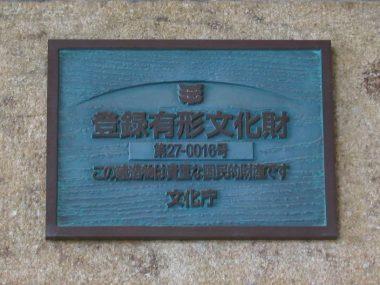 登録有形文化財
第27-0016号
この建造物は貴重な国民的財産です
文化庁